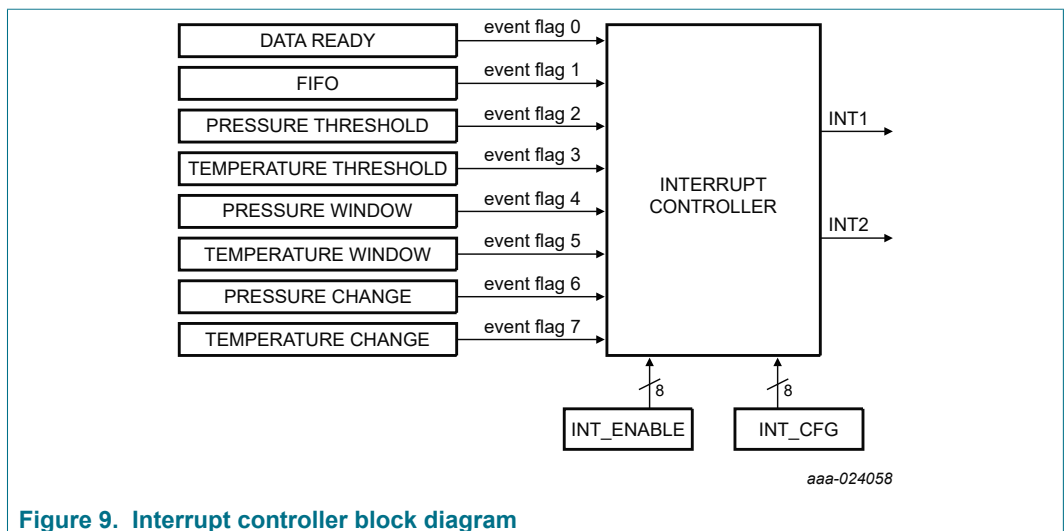 DATA READY
event flag 0
FIFO
event flag 1
PRESSURE THRESHOLD
event flag 2
TEMPERATURE THRESHOLD
event flag 3
PRESSURE WINDOW
event flag 4
TEMPERATURE WINDOW
event flag 5
PRESSURE CHANGE
event flag 6
TEMPERATURE CHANGE
event flag 7
INTERRUPT
CONTROLLER
INT1
INT2
8
8
INT_ENABLE
INT_CFG
aaa-024058
Figure 9. Interrupt controller block diagram